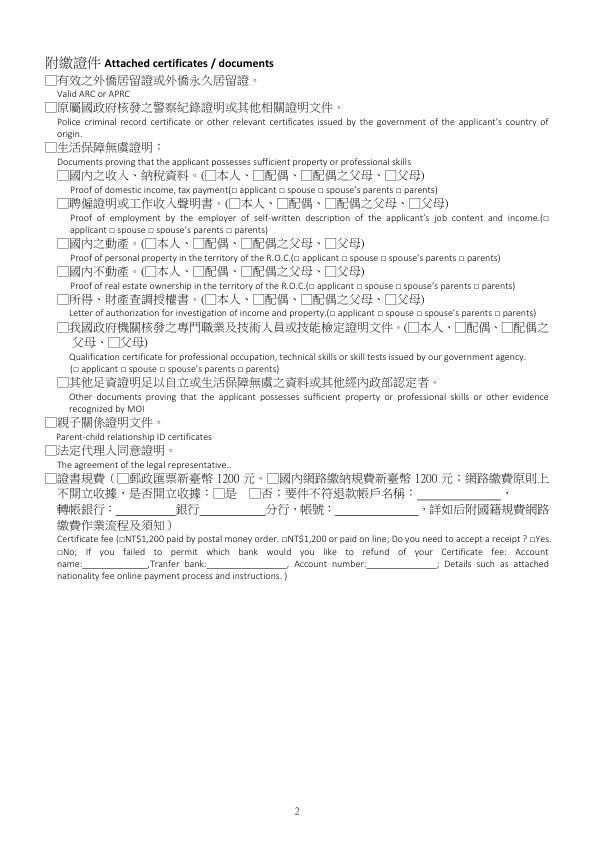 附繳證件 Attached certificates / documents
□有效之外僑居留證或外僑永久居留證。
Valid ARC or APRC
□原屬國政府核發之警察紀錄證明或其他相關證明文件。
Police criminal record certificate or other relevant certificates issued by the government of the applicant's country of
origin.
□生活保障無虞證明：
Documents proving that the applicant possesses sufficient property or professional skills
□國內之收入、納稅資料。(□本人、□配偶、□配偶之父母、□父母)
Proof of domestic income, tax payment(□ applicant □ spouse □ spouse's parents □ parents)
□聘僱證明或工作收入聲明書。(□本人、□配偶、□配偶之父母、□父母)
Proof of employment by the employer of self-written description of the applicant's job content and income.(□
applicant □ spouse □ spouse's parents □ parents)
□國內之動產。(□本人、□配偶、□配偶之父母、□父母)
Proof of personal property in the territory of the R.O.C.(□ applicant □ spouse □ spouse's parents □ parents)
□國內不動產。(□本人、□配偶、□配偶之父母、□父母)
Proof of real estate ownership in the territory of the R.O.C.(□ applicant □ spouse □ spouse's parents □ parents)
□所得、財產查調授權書。(□本人、□配偶、□配偶之父母、□父母)
Letter of authorization for investigation of income and property.(□ applicant □ spouse □ spouse's parents □ parents)
□我國政府機關核發之專門職業及技術人員或技能檢定證明文件。(□本人、□配偶、□配偶之
父母、□父母)
Qualification certificate for professional occupation, technical skills or skill tests issued by our government agency.
(□ applicant □ spouse □ spouse's parents □ parents)
□其他足資證明足以自立或生活保障無虞之資料或其他經內政部認定者。
Other documents proving that the applicant possesses sufficient property or professional skills or other evidence
recognized by MOI
□親子關係證明文件。
Parent-child relationship ID certificates
□法定代理人同意證明。
The agreement of the legal representative..
□證書規費（□郵政匯票新臺幣 1200 元。□國內網路繳納規費新臺幣 1200 元；網路繳費原則上
不開立收據，是否開立收據：□是 □否；要件不符退款帳戶名稱：____________，
轉帳銀行：________銀行_________分行，帳號：____________，詳如后附國籍規費網路
繳費作業流程及須知）
Certificate fee (□NT$1,200 paid by postal money order. □NT$1,200 or paid on line; Do you need to accept a receipt ? □Yes.
□No; If you failed to permit which bank would you like to refund of your Certificate fee: Account
name:____________,Tranfer bank:_______________, Account number:_____________; Details such as attached
nationality fee online payment process and instructions. )
2